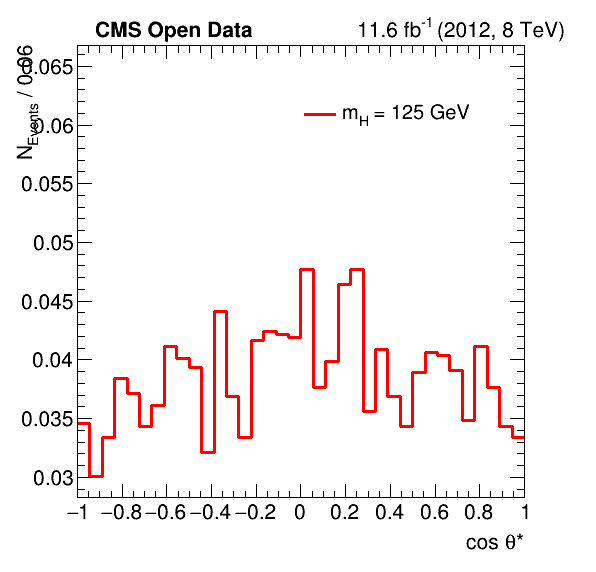 CMS Open Data
11.6 fb-1 (2012, 8 TeV)
N_Events / 0.06
m_H = 125 GeV
0.065
0.06
0.055
0.05
0.045
0.04
0.035
0.03
−1 −0.8 −0.6 −0.4 −0.2 0 0.2 0.4 0.6 0.8 1
cos θ*